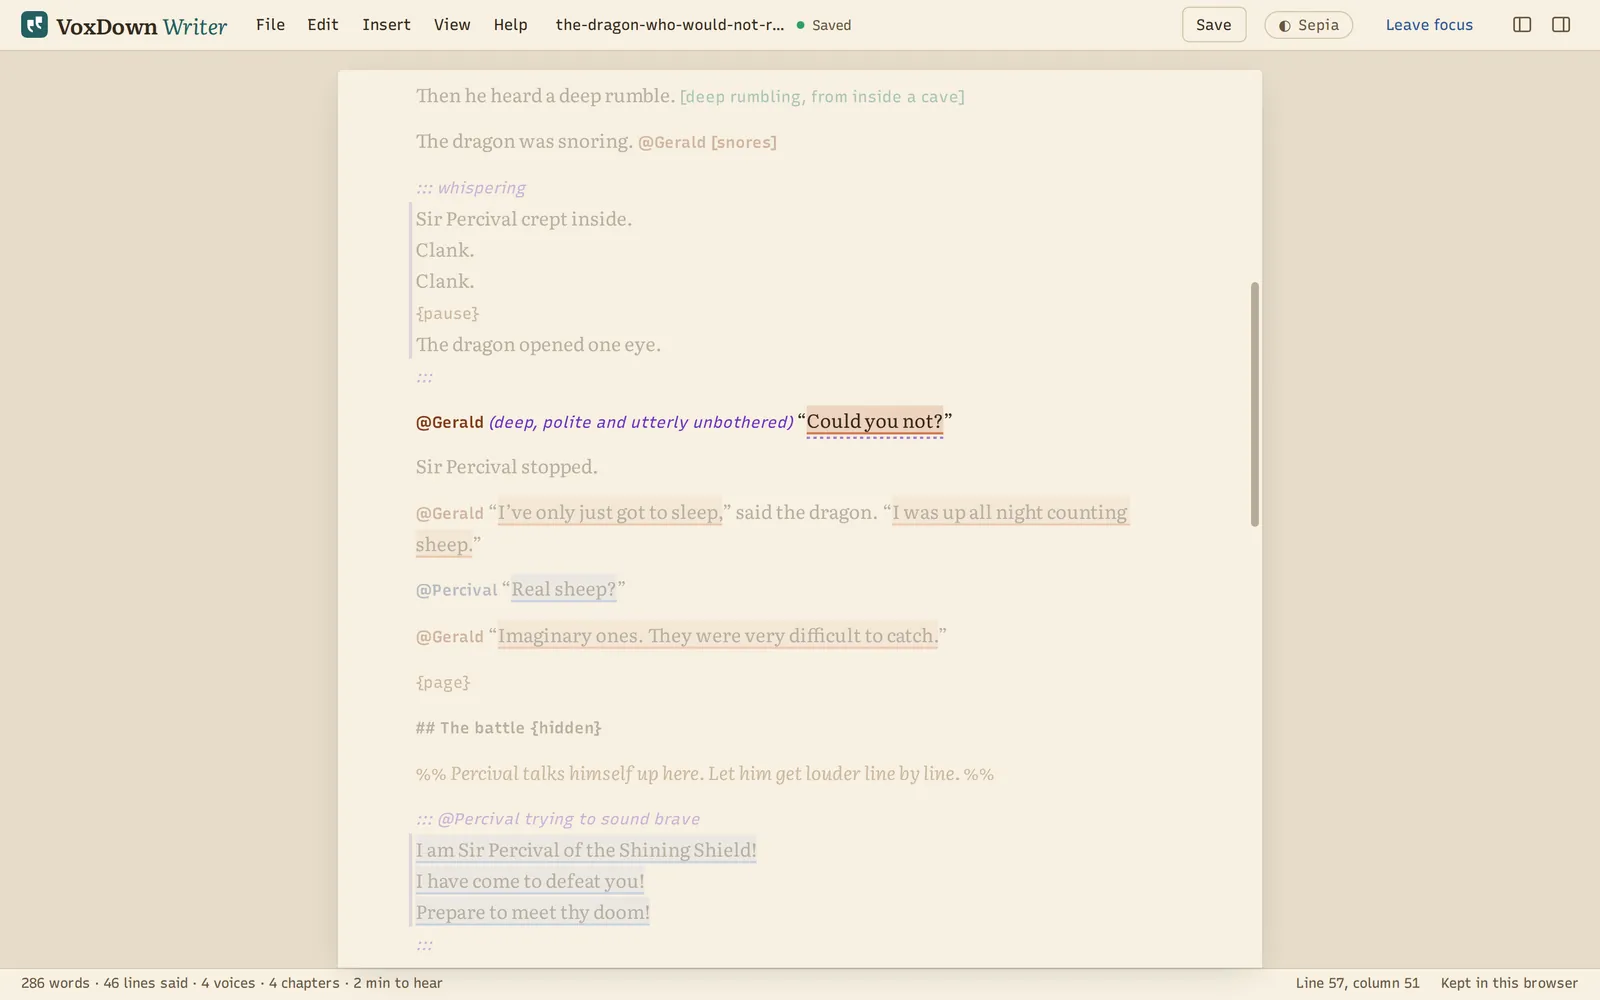 VoxDown Writer File Edit Insert View Help the-dragon-who-would-not-r... Saved Save Sepia Leave focus
Then he heard a deep rumble. [deep rumbling, from inside a cave]
The dragon was snoring. @Gerald [snores]
::: whispering
Sir Percival crept inside.
Clank.
Clank.
{pause}
The dragon opened one eye.
:::
@Gerald (deep, polite and utterly unbothered) “Could you not?”
Sir Percival stopped.
@Gerald “I’ve only just got to sleep,” said the dragon. “I was up all night counting
sheep.”
@Percival “Real sheep?”
@Gerald “Imaginary ones. They were very difficult to catch.”
{page}
## The battle {hidden}
%% Percival talks himself up here. Let him get louder line by line. %%
::: @Percival trying to sound brave
I am Sir Percival of the Shining Shield!
I have come to defeat you!
Prepare to meet thy doom!
:::
286 words · 46 lines said · 4 voices · 4 chapters · 2 min to hear Line 57, column 51 Kept in this browser